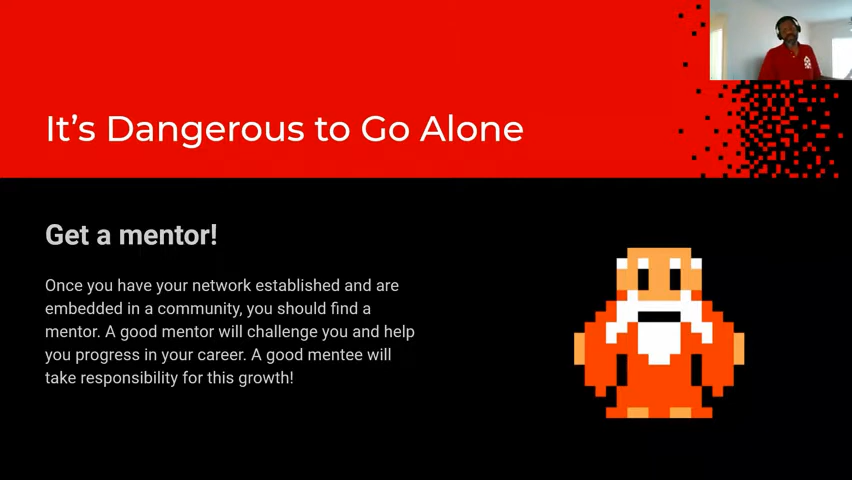 It's Dangerous to Go Alone
Get a mentor!
Once you have your network established and are
embedded in a community, you should find a
mentor. A good mentor will challenge you and help
you progress in your career. A good mentee will
take responsibility for this growth!